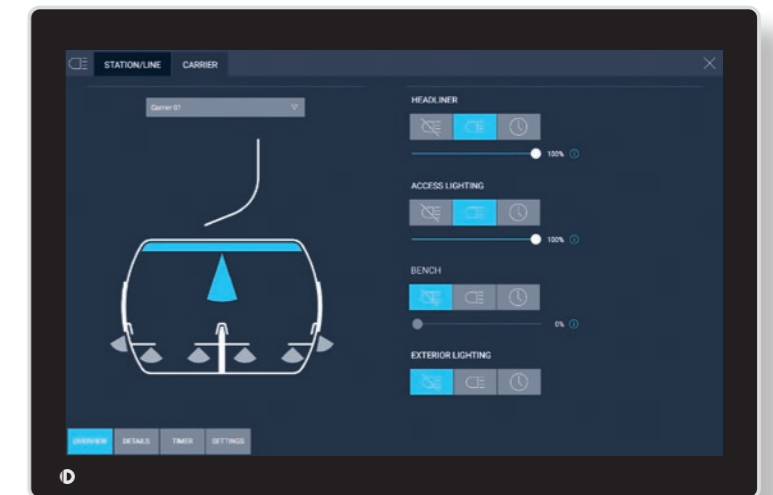 STATION/LINE CARRIER
Carrier 01
HEADLINER
100%
ACCESS LIGHTING
100%
BENCH
0%
EXTERIOR LIGHTING
OVERVIEW DETAILS TIMER SETTINGS